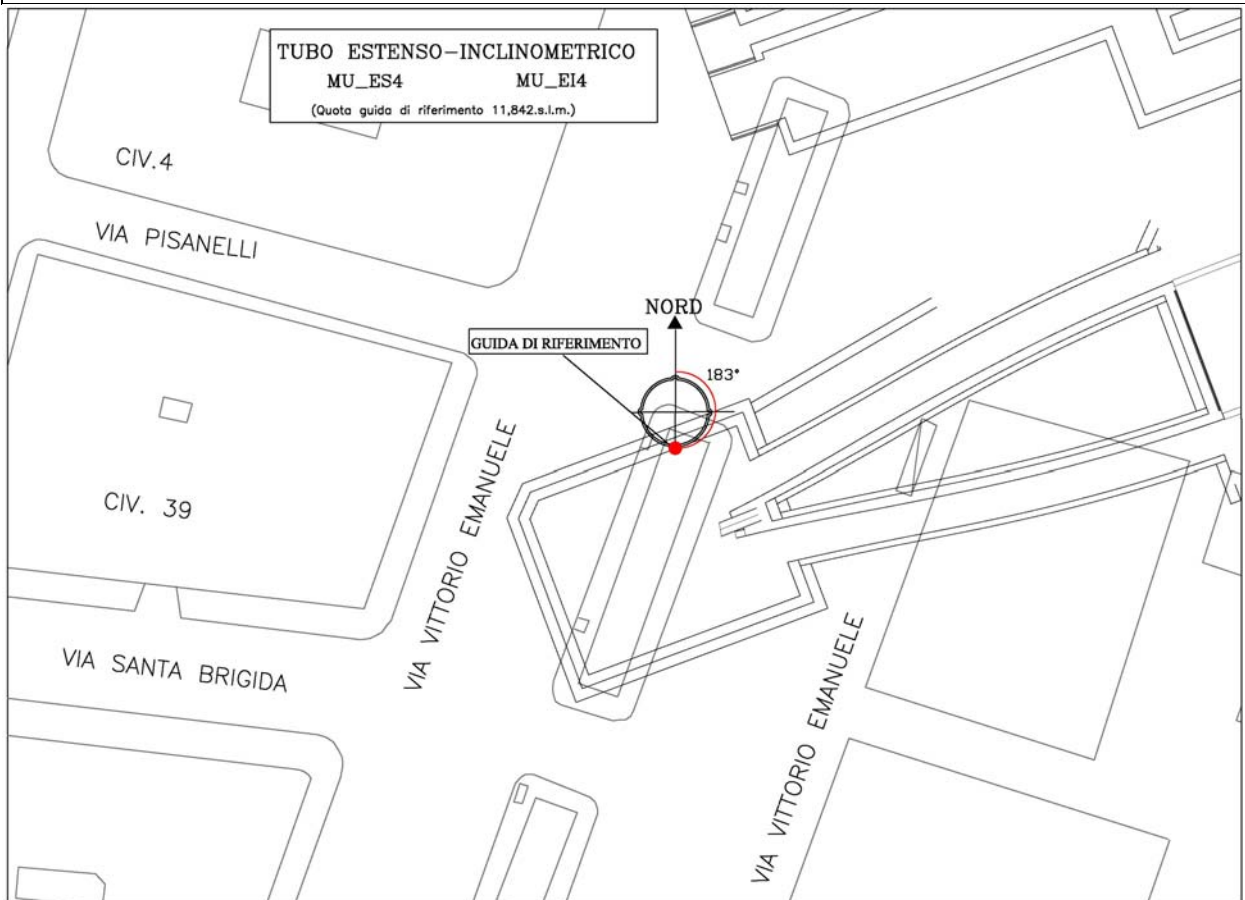 TUBO ESTENSO-INCLINOMETRICO
MU_ES4 MU_EI4
(Quota guida di riferimento 11,842.s.l.m.)
CIV.4
VIA PISANELLI
NORD
GUIDA DI RIFERIMENTO
183°
CIV. 39
VIA VITTORIO EMANUELE
VIA SANTA BRIGIDA
VIA VITTORIO EMANUELE